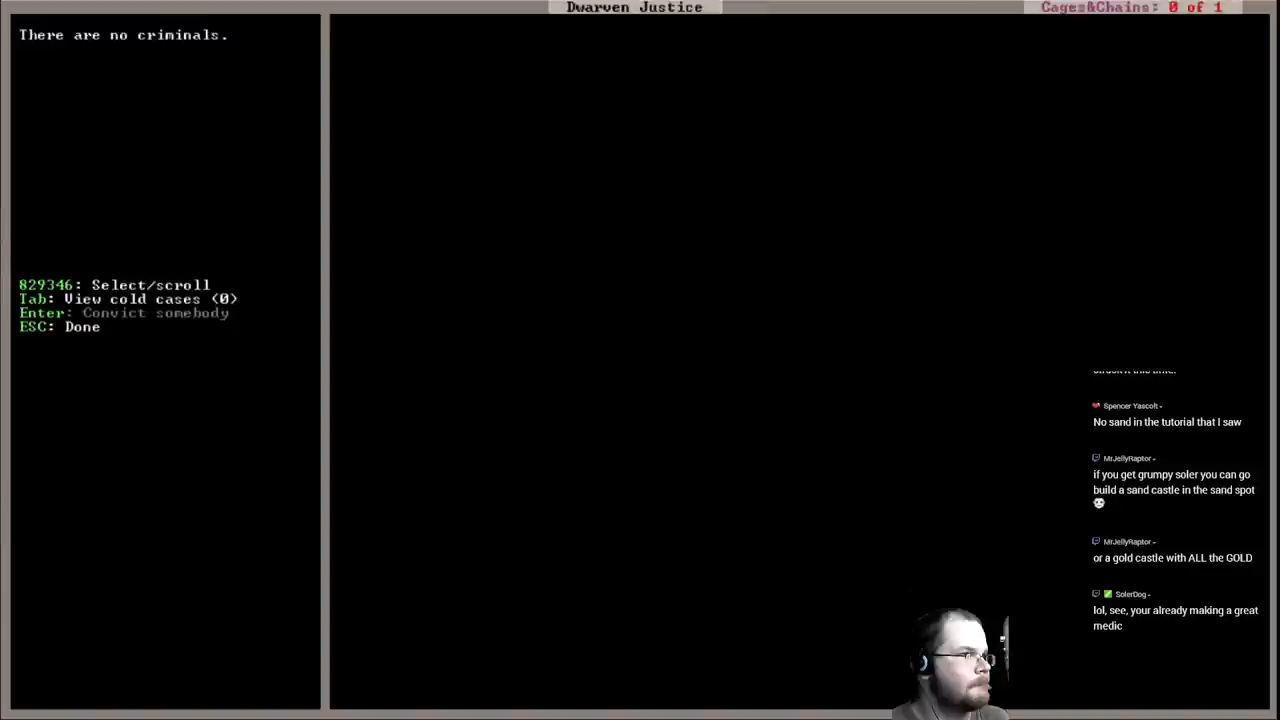 Dwarven Justice
Cages&Chains: 0 of 1
There are no criminals.
829346: Select/scroll
Tab: View cold cases (0)
Enter: Convict somebody
ESC: Done
Spencer Yascolt-
No sand in the tutorial that I saw
MrJellyRaptor-
if you get grumpy soler you can go
build a sand castle in the sand spot
MrJellyRaptor-
or a gold castle with ALL the GOLD
SolerDog-
lol, see, your already making a great
medic